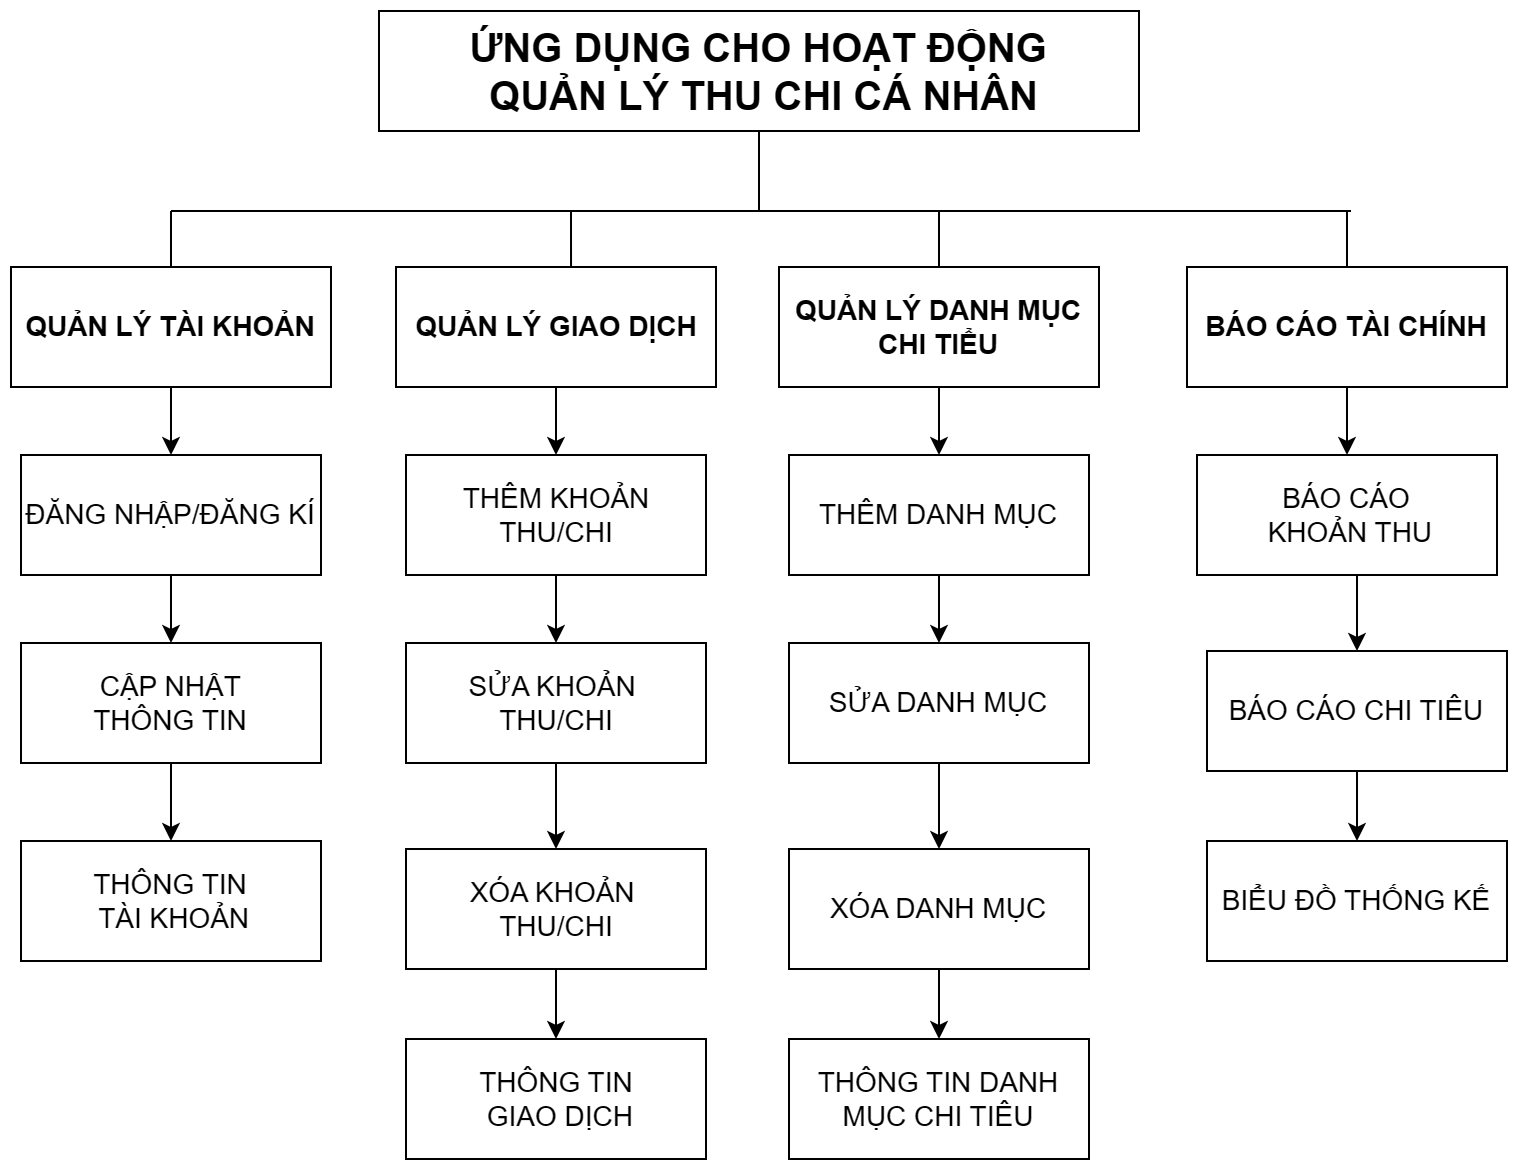 ỨNG DỤNG CHO HOẠT ĐỘNG
QUẢN LÝ THU CHI CÁ NHÂN
QUẢN LÝ TÀI KHOẢN
QUẢN LÝ GIAO DỊCH
QUẢN LÝ DANH MỤC
CHI TIỂU
BÁO CÁO TÀI CHÍNH
ĐĂNG NHẬP/ĐĂNG KÍ
THÊM KHOẢN
THU/CHI
THÊM DANH MỤC
BÁO CÁO
KHOẢN THU
CẬP NHẬT
THÔNG TIN
SỬA KHOẢN
THU/CHI
SỬA DANH MỤC
BÁO CÁO CHI TIÊU
THÔNG TIN
TÀI KHOẢN
XÓA KHOẢN
THU/CHI
XÓA DANH MỤC
BIỂU ĐỒ THỐNG KẾ
THÔNG TIN
GIAO DỊCH
THÔNG TIN DANH
MỤC CHI TIÊU